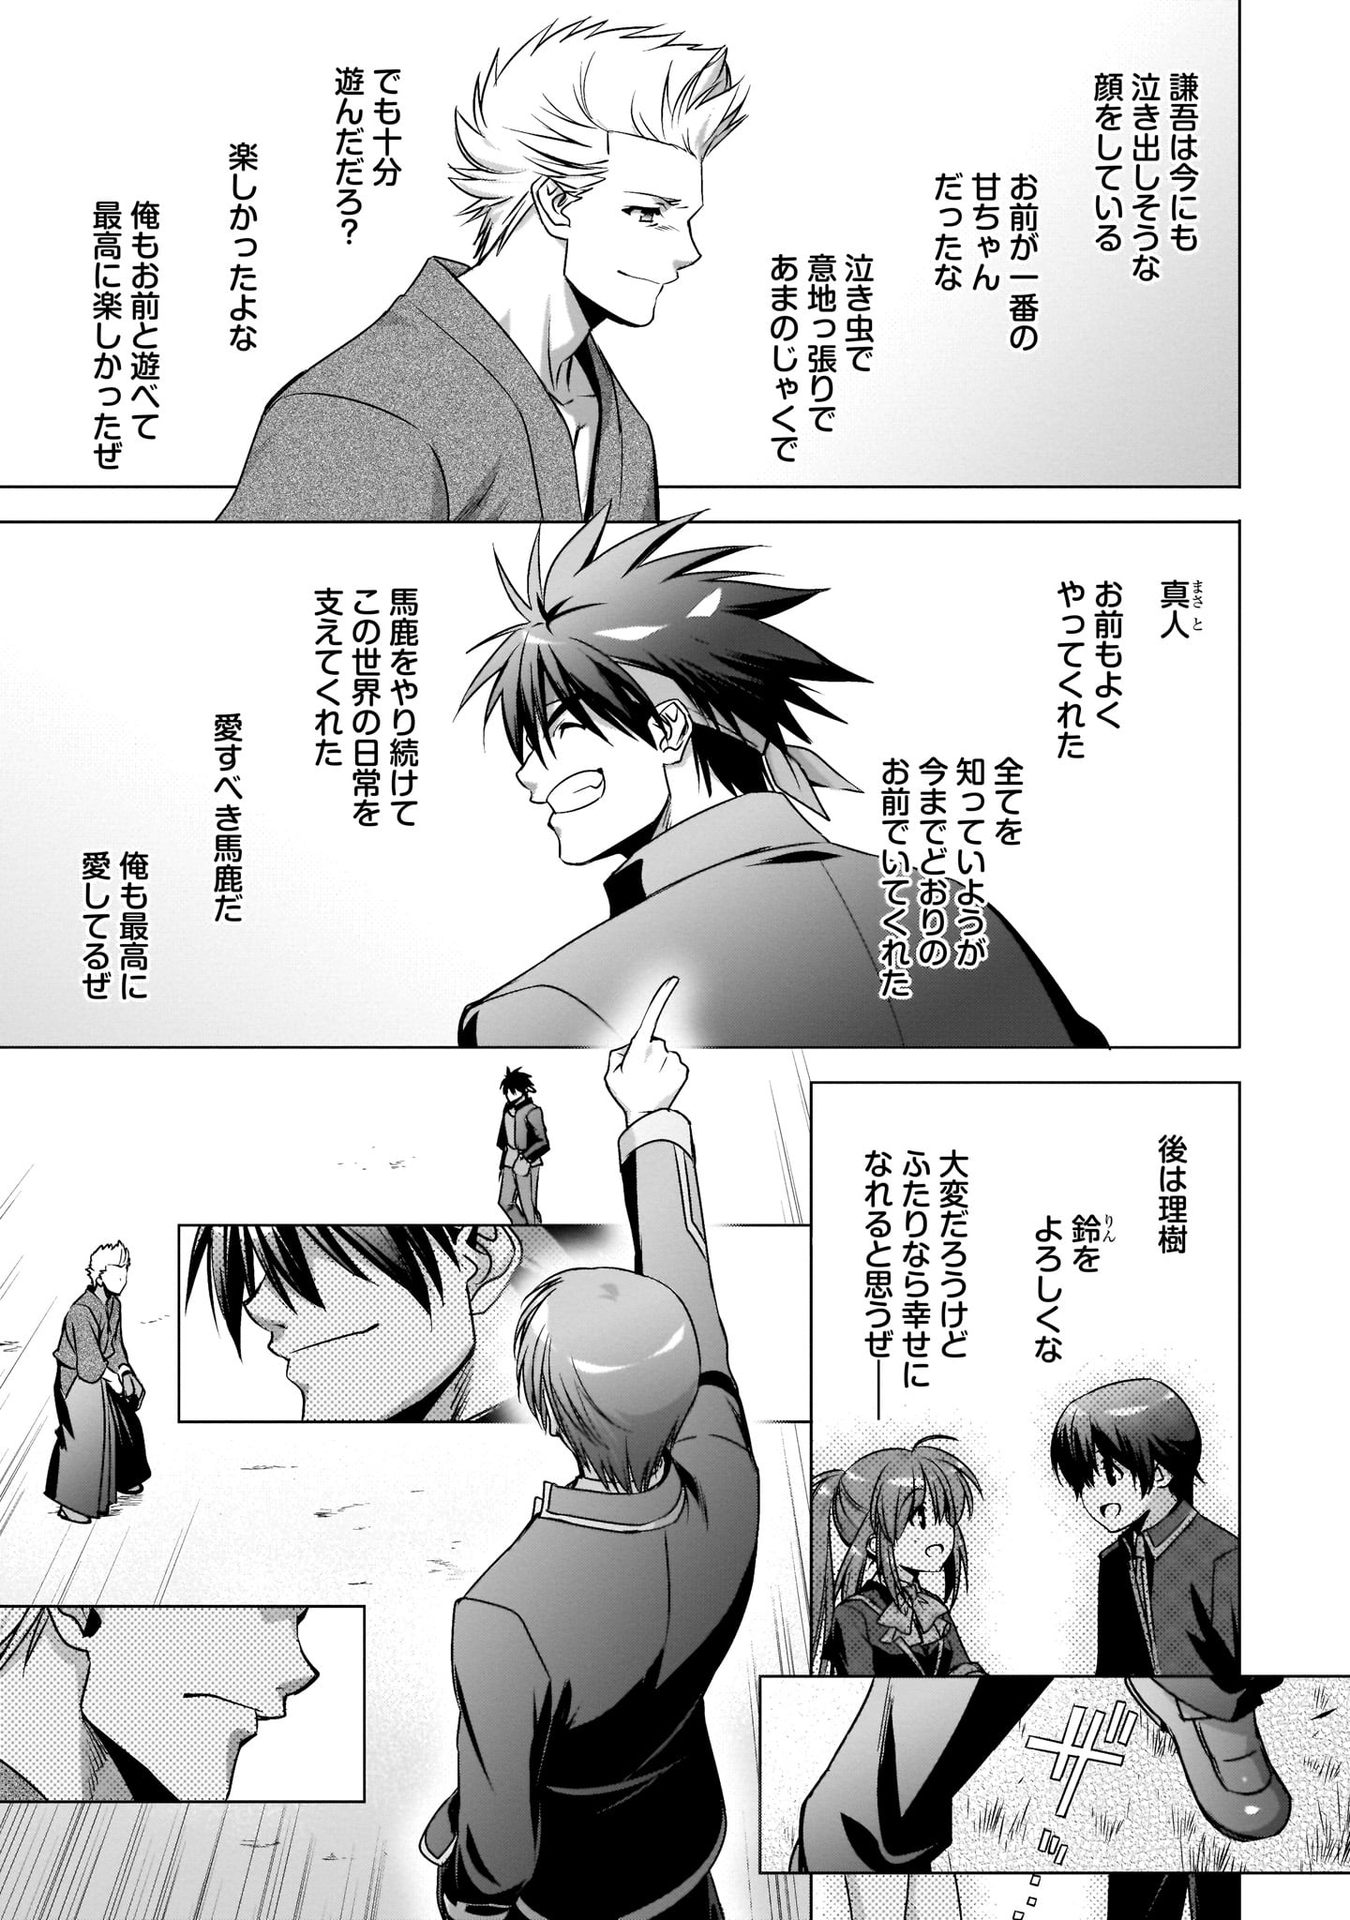 謙吾は今にも
泣き出しそうな
顔をしている
お前が一番の
甘ちゃん
だったな
泣き虫で
意地っ張りで
あまのじゃくで
でも十分
遊んだだろ？
楽しかったよな
俺もお前と遊べて
最高に楽しかったぜ
真人
まさと
お前もよく
やってくれた
全てを
知っていようが
今までどおりの
お前でいてくれた
馬鹿をやり続けて
この世界の日常を
支えてくれた
愛すべき馬鹿だ
俺も最高に
愛してるぜ
後は理樹
鈴を
りん
よろしくな
大変だろうけど
ふたりなら幸せに
なれると思うぜ――
ザッ…